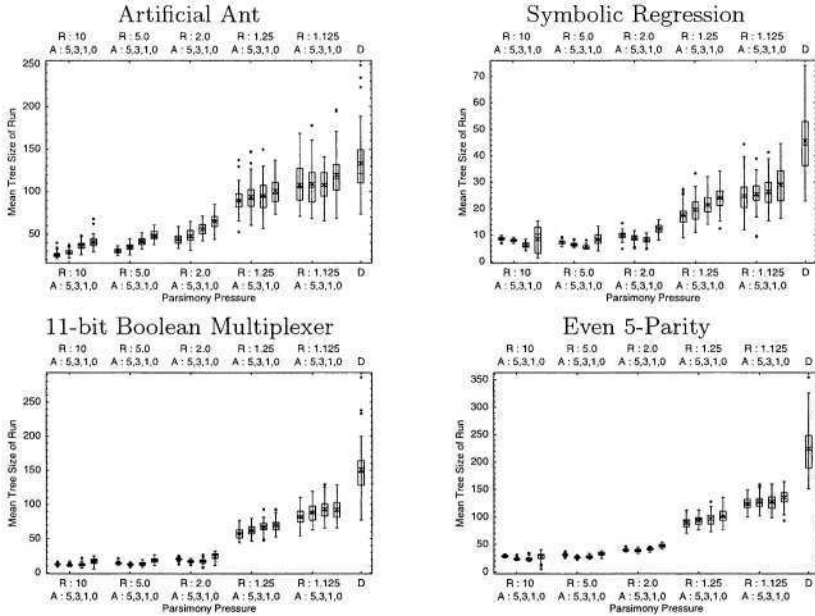 Artificial Ant
R : 10 R : 5.0 R : 2.0 R : 1.25 R : 1.125 D
A : 5,3,1,0 A : 5,3,1,0 A : 5,3,1,0 A : 5,3,1,0 A : 5,3,1,0
250
200
150
100
50
Mean Tree Size of Run
R : 10 R : 5.0 R : 2.0 R : 1.25 R : 1.125 D
A : 5,3,1,0 A : 5,3,1,0 A : 5,3,1,0 A : 5,3,1,0 A : 5,3,1,0
Parsimony Pressure
Symbolic Regression
R : 10 R : 5.0 R : 2.0 R : 1.25 R : 1.125 D
A : 5,3,1,0 A : 5,3,1,0 A : 5,3,1,0 A : 5,3,1,0 A : 5,3,1,0
70
60
50
40
30
20
10
0
Mean Tree Size of Run
R : 10 R : 5.0 R : 2.0 R : 1.25 R : 1.125 D
A : 5,3,1,0 A : 5,3,1,0 A : 5,3,1,0 A : 5,3,1,0 A : 5,3,1,0
Parsimony Pressure
11-bit Boolean Multiplexer
R : 10 R : 5.0 R : 2.0 R : 1.25 R : 1.125 D
A : 5,3,1,0 A : 5,3,1,0 A : 5,3,1,0 A : 5,3,1,0 A : 5,3,1,0
250
200
150
100
50
0
Mean Tree Size of Run
R : 10 R : 5.0 R : 2.0 R : 1.25 R : 1.125 D
A : 5,3,1,0 A : 5,3,1,0 A : 5,3,1,0 A : 5,3,1,0 A : 5,3,1,0
Parsimony Pressure
Even 5-Parity
R : 10 R : 5.0 R : 2.0 R : 1.25 R : 1.125 D
A : 5,3,1,0 A : 5,3,1,0 A : 5,3,1,0 A : 5,3,1,0 A : 5,3,1,0
350
300
250
200
150
100
50
0
Mean Tree Size of Run
R : 10 R : 5.0 R : 2.0 R : 1.25 R : 1.125 D
A : 5,3,1,0 A : 5,3,1,0 A : 5,3,1,0 A : 5,3,1,0 A : 5,3,1,0
Parsimony Pressure